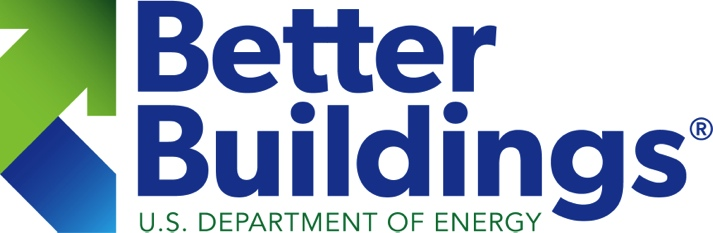 Better
Buildings®
U.S. DEPARTMENT OF ENERGY